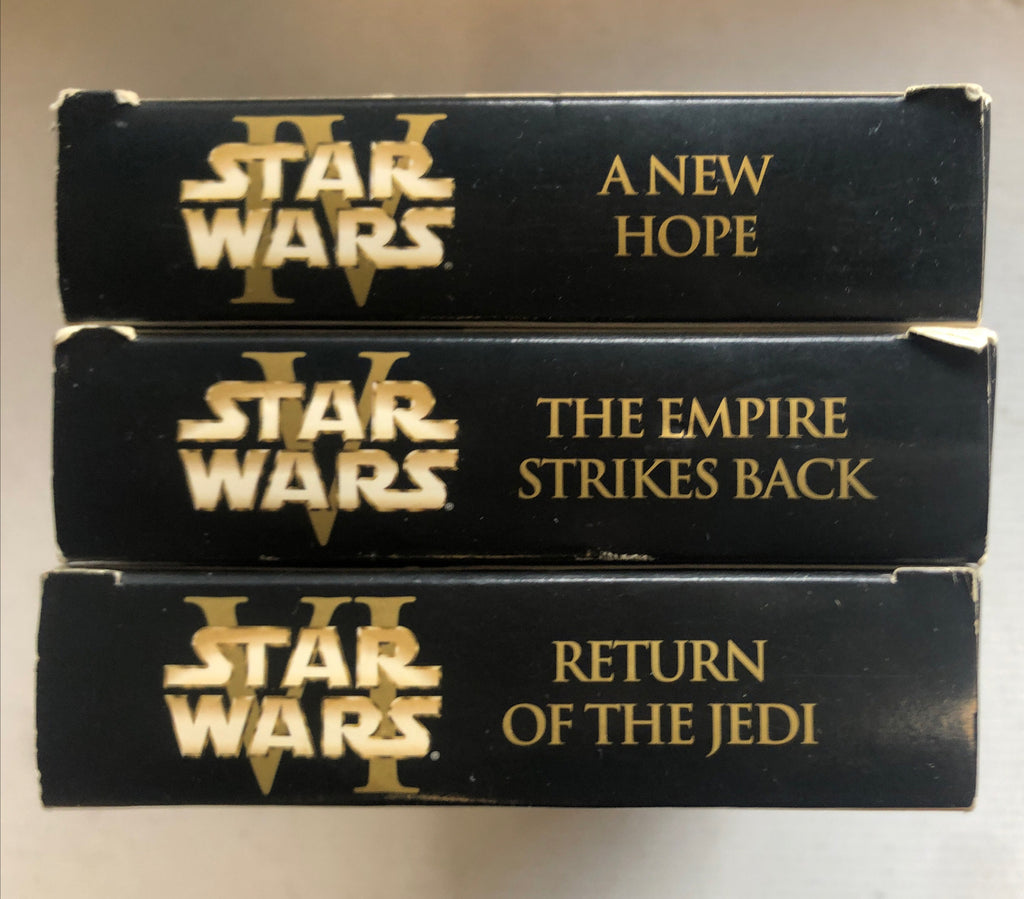 IV
STAR
WARS
A NEW
HOPE
V
STAR
WARS
THE EMPIRE
STRIKES BACK
VI
STAR
WARS
RETURN
OF THE JEDI